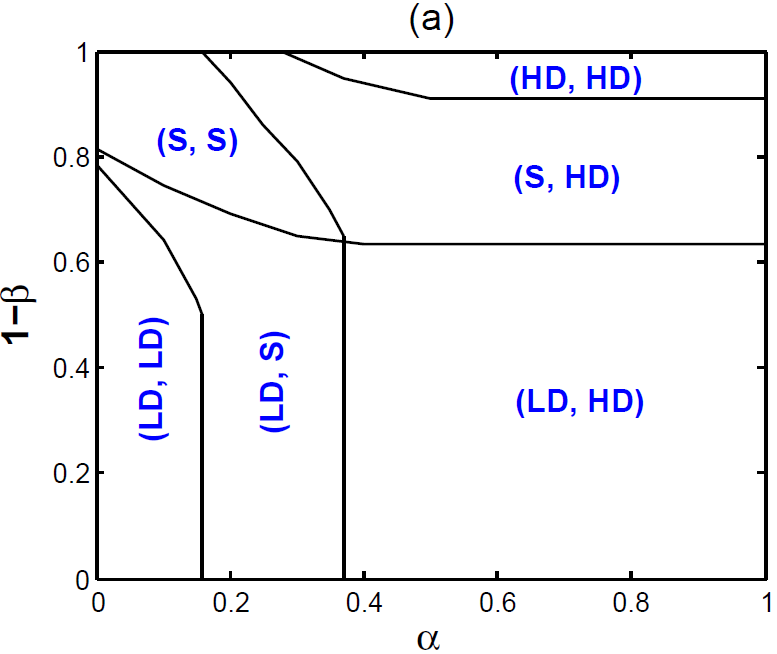 (a)
1
(HD, HD)
(S, S)
0.8
(S, HD)
0.6
1−β
(LD, LD)
(LD, S)
0.4
(LD, HD)
0.2
0
0
0.2
0.4
0.6
0.8
1
α